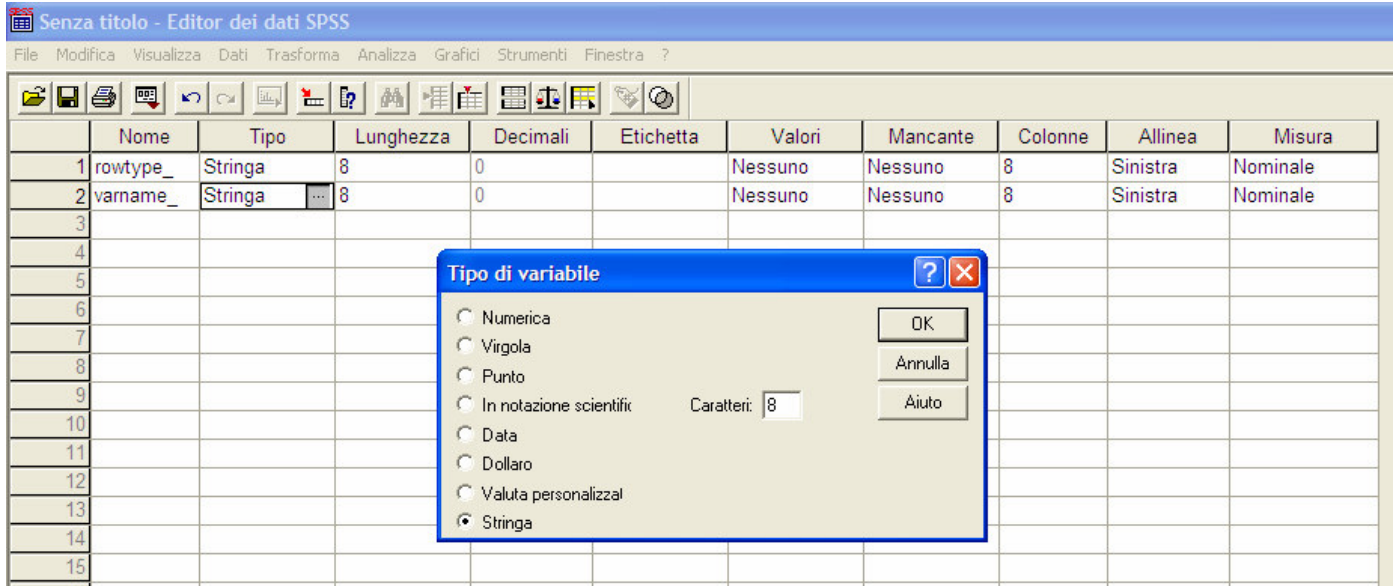 Senza titolo - Editor dei dati SPSS
File Modifica Visualizza Dati Trasforma Analizza Grafici Strumenti Finestra ?
Nome Tipo Lunghezza Decimali Etichetta Valori Mancante Colonne Allinea Misura
1 rowtype_ Stringa 8 0 Nessuno Nessuno 8 Sinistra Nominale
2 varname_ Stringa ... 8 0 Nessuno Nessuno 8 Sinistra Nominale
3
4
5
6
7
8
9
10
11
12
13
14
15
Tipo di variabile
Numerica
Virgola
Punto
In notazione scientific
Data
Dollaro
Valuta personalizzat
Stringa
Caratteri: 8
OK
Annulla
Aiuto